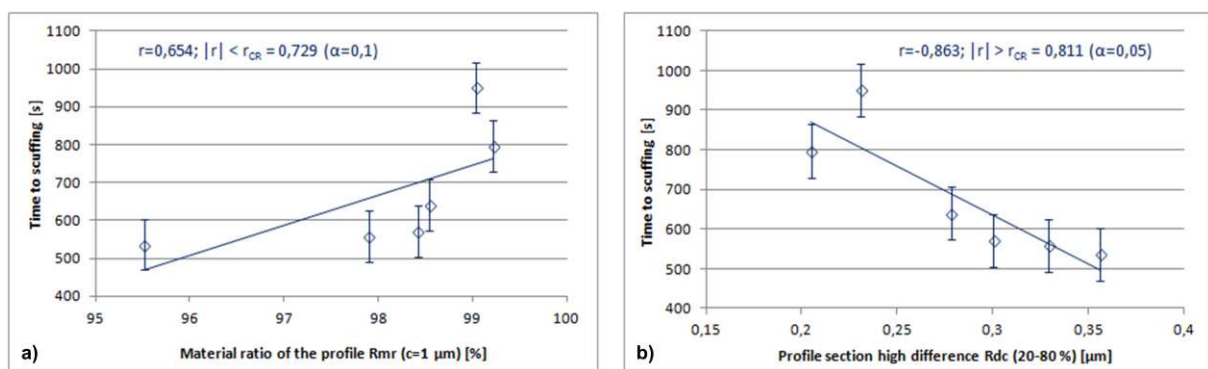 r=0,654; |r| < rCR = 0,729 (α=0,1)
1100
1000
900
800
700
600
500
400
Time to scuffing [s]
95 96 97 98 99 100
a) Material ratio of the profile Rmr (c=1 µm) [%]
r=-0,863; |r| > rCR = 0,811 (α=0,05)
1100
1000
900
800
700
600
500
400
Time to scuffing [s]
0,15 0,2 0,25 0,3 0,35 0,4
b) Profile section high difference Rdc (20-80 %) [µm]